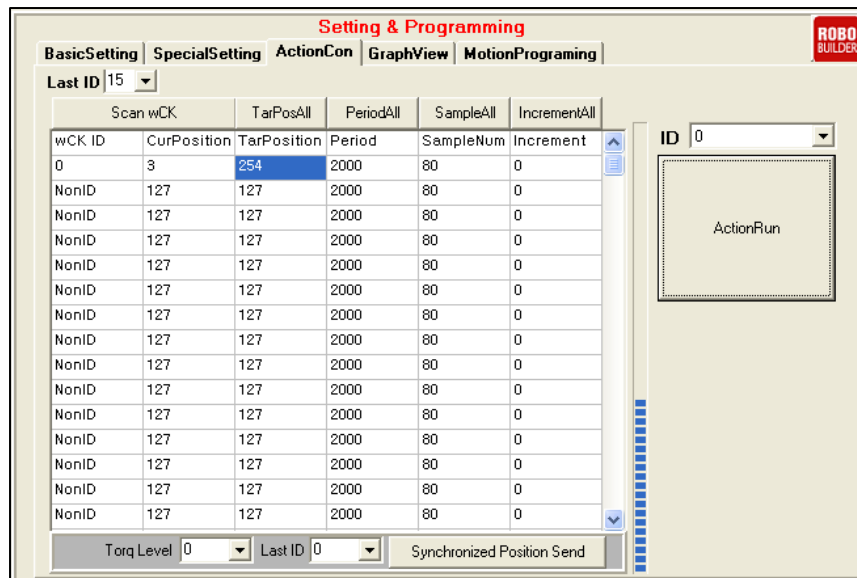 Setting & Programming
ROBO
BUILDER
BasicSetting SpecialSetting ActionCon GraphView MotionPrograming
Last ID 15
Scan wCK TarPosAll PeriodAll SampleAll IncrementAll
wCK ID CurPosition TarPosition Period SampleNum Increment
0 3 254 2000 80 0
NonID 127 127 2000 80 0
NonID 127 127 2000 80 0
NonID 127 127 2000 80 0
NonID 127 127 2000 80 0
NonID 127 127 2000 80 0
NonID 127 127 2000 80 0
NonID 127 127 2000 80 0
NonID 127 127 2000 80 0
NonID 127 127 2000 80 0
NonID 127 127 2000 80 0
NonID 127 127 2000 80 0
NonID 127 127 2000 80 0
NonID 127 127 2000 80 0
NonID 127 127 2000 80 0
Torq Level 0 Last ID 0 Synchronized Position Send
ID 0
ActionRun